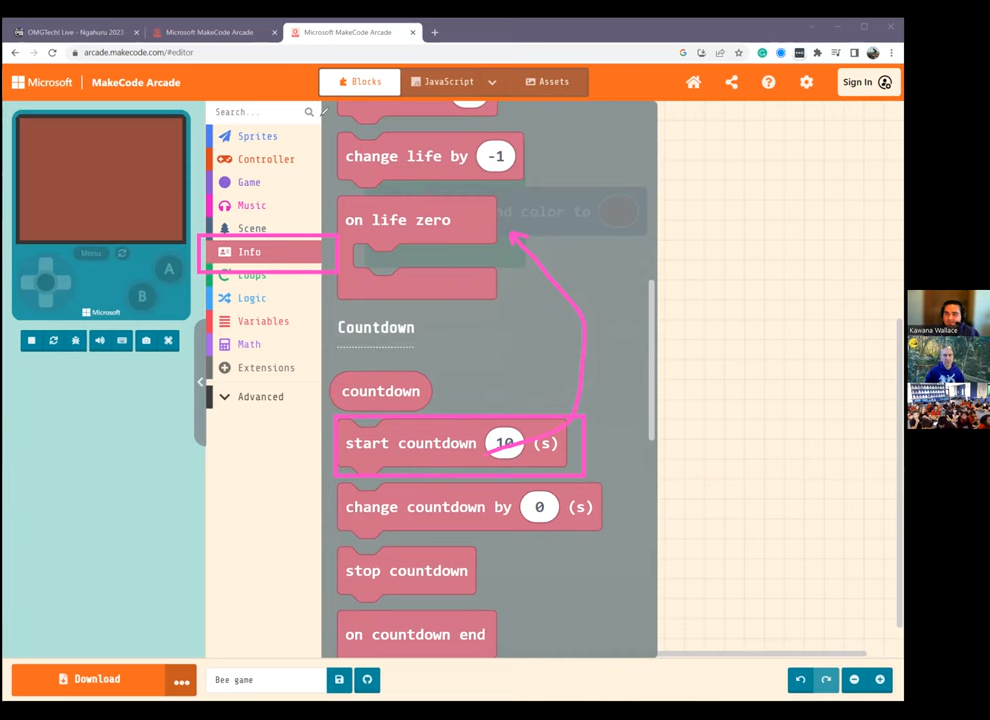 OMGTech! Live - Ngahuru 2023
Microsoft MakeCode Arcade
Microsoft MakeCode Arcade
arcade.makecode.com/#editor
Microsoft
MakeCode Arcade
Blocks
JavaScript
Assets
Sign In
Search...
Sprites
Controller
Game
Music
Scene
Info
Loops
Logic
Variables
Math
Extensions
Advanced
Menu
A
B
Microsoft
change life by -1
on life zero
nd color to
Countdown
countdown
start countdown 10 (s)
change countdown by 0 (s)
stop countdown
on countdown end
Kawana Wallace
Download
Bee game